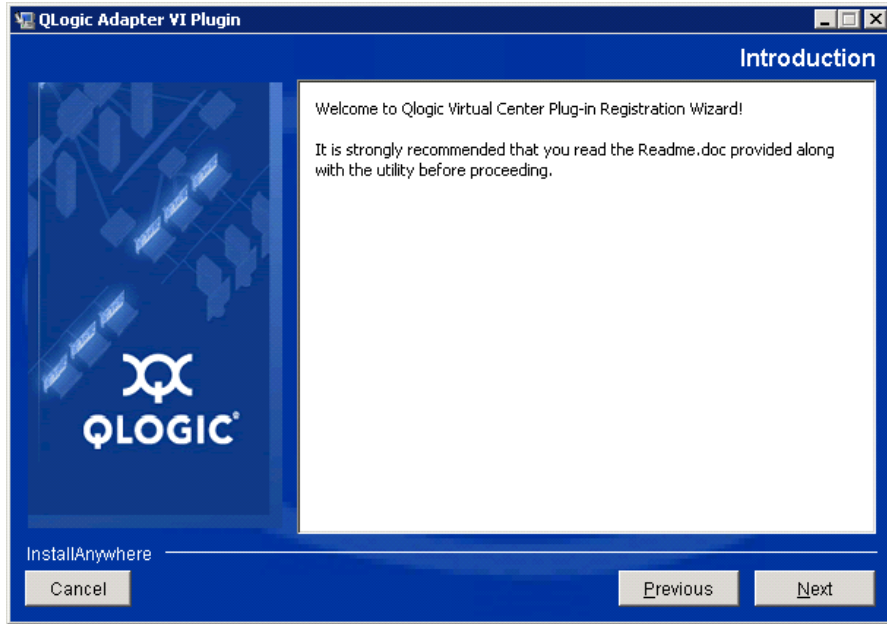 QLogic Adapter VI Plugin
Introduction
Welcome to Qlogic Virtual Center Plug-in Registration Wizard!
It is strongly recommended that you read the Readme.doc provided along
with the utility before proceeding.
QLOGIC
InstallAnywhere
Cancel
Previous
Next